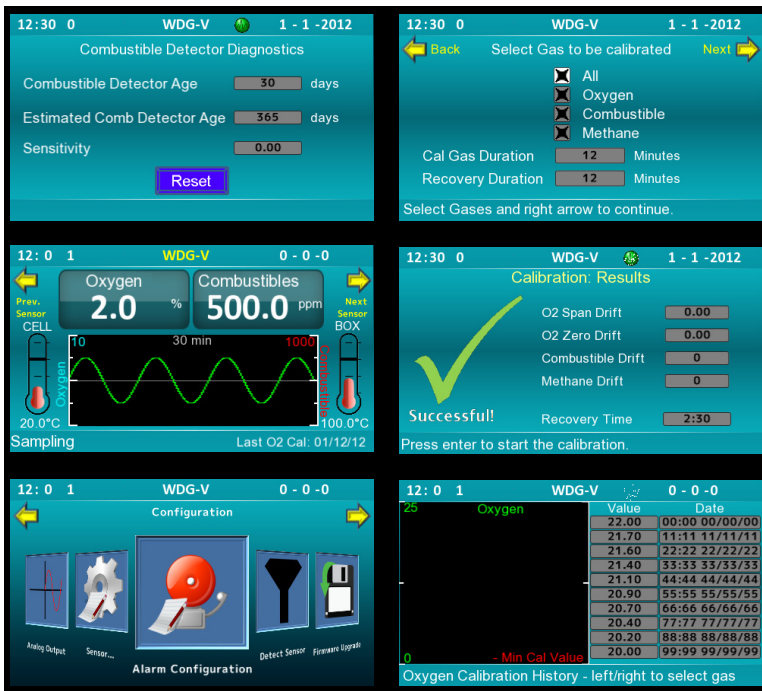 12:30 0 WDG-V 1 - 1 -2012
Combustible Detector Diagnostics
Combustible Detector Age 30 days
Estimated Comb Detector Age 365 days
Sensitivity 0.00
Reset
12:30 0 WDG-V 1 - 1 -2012
Back Select Gas to be calibrated Next
All
Oxygen
Combustible
Methane
Cal Gas Duration 12 Minutes
Recovery Duration 12 Minutes
Select Gases and right arrow to continue.
12: 0 1 WDG-V 0 - 0 -0
Oxygen Combustibles
2.0 % 500.0 ppm
Prev. Next
Sensor Sensor
CELL BOX
10 30 min 1000
Oxygen Combustible
20.0°C 100.0°C
Sampling Last O2 Cal: 01/12/12
12:30 0 WDG-V 1 - 1 -2012
Calibration: Results
O2 Span Drift 0.00
O2 Zero Drift 0.00
Combustible Drift 0
Methane Drift 0
Successful! Recovery Time 2:30
Press enter to start the calibration.
12: 0 1 WDG-V 0 - 0 -0
Configuration
Analog Output Sensor... Detect Sensor Firmware Upgrade
Alarm Configuration
12: 0 1 WDG-V 0 - 0 -0
25 Oxygen Value Date
22.00 00:00 00/00/00
21.70 11:11 11/11/11
21.60 22:22 22/22/22
21.40 33:33 33/33/33
21.10 44:44 44/44/44
20.90 55:55 55/55/55
20.70 66:66 66/66/66
20.40 77:77 77/77/77
20.20 88:88 88/88/88
0 - Min Cal Value 20.00 99:99 99/99/99
Oxygen Calibration History - left/right to select gas